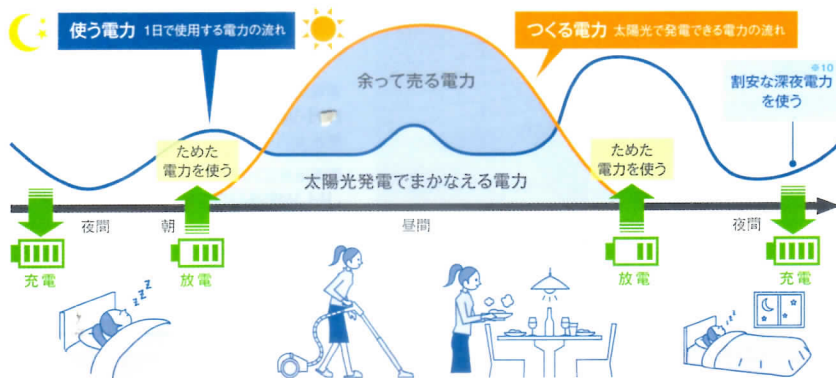 使う電力 1日で使用する電力の流れ
つくる電力 太陽光で発電できる電力の流れ
余って売る電力
※10
割安な深夜電力
を使う
ためた
電力を使う
太陽光発電でまかなえる電力
ためた
電力を使う
夜間
朝
昼間
夜間
充電
放電
放電
充電
zzz
zzz